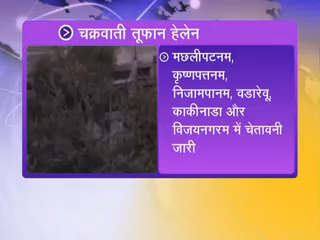 चक्रवाती तूफान हेलेन
मछलीपटनम,
कृष्णपत्तनम,
निजामपानम, वडारेवू,
काकीनाडा और
विजयनगरम में चेतावनी
जारी